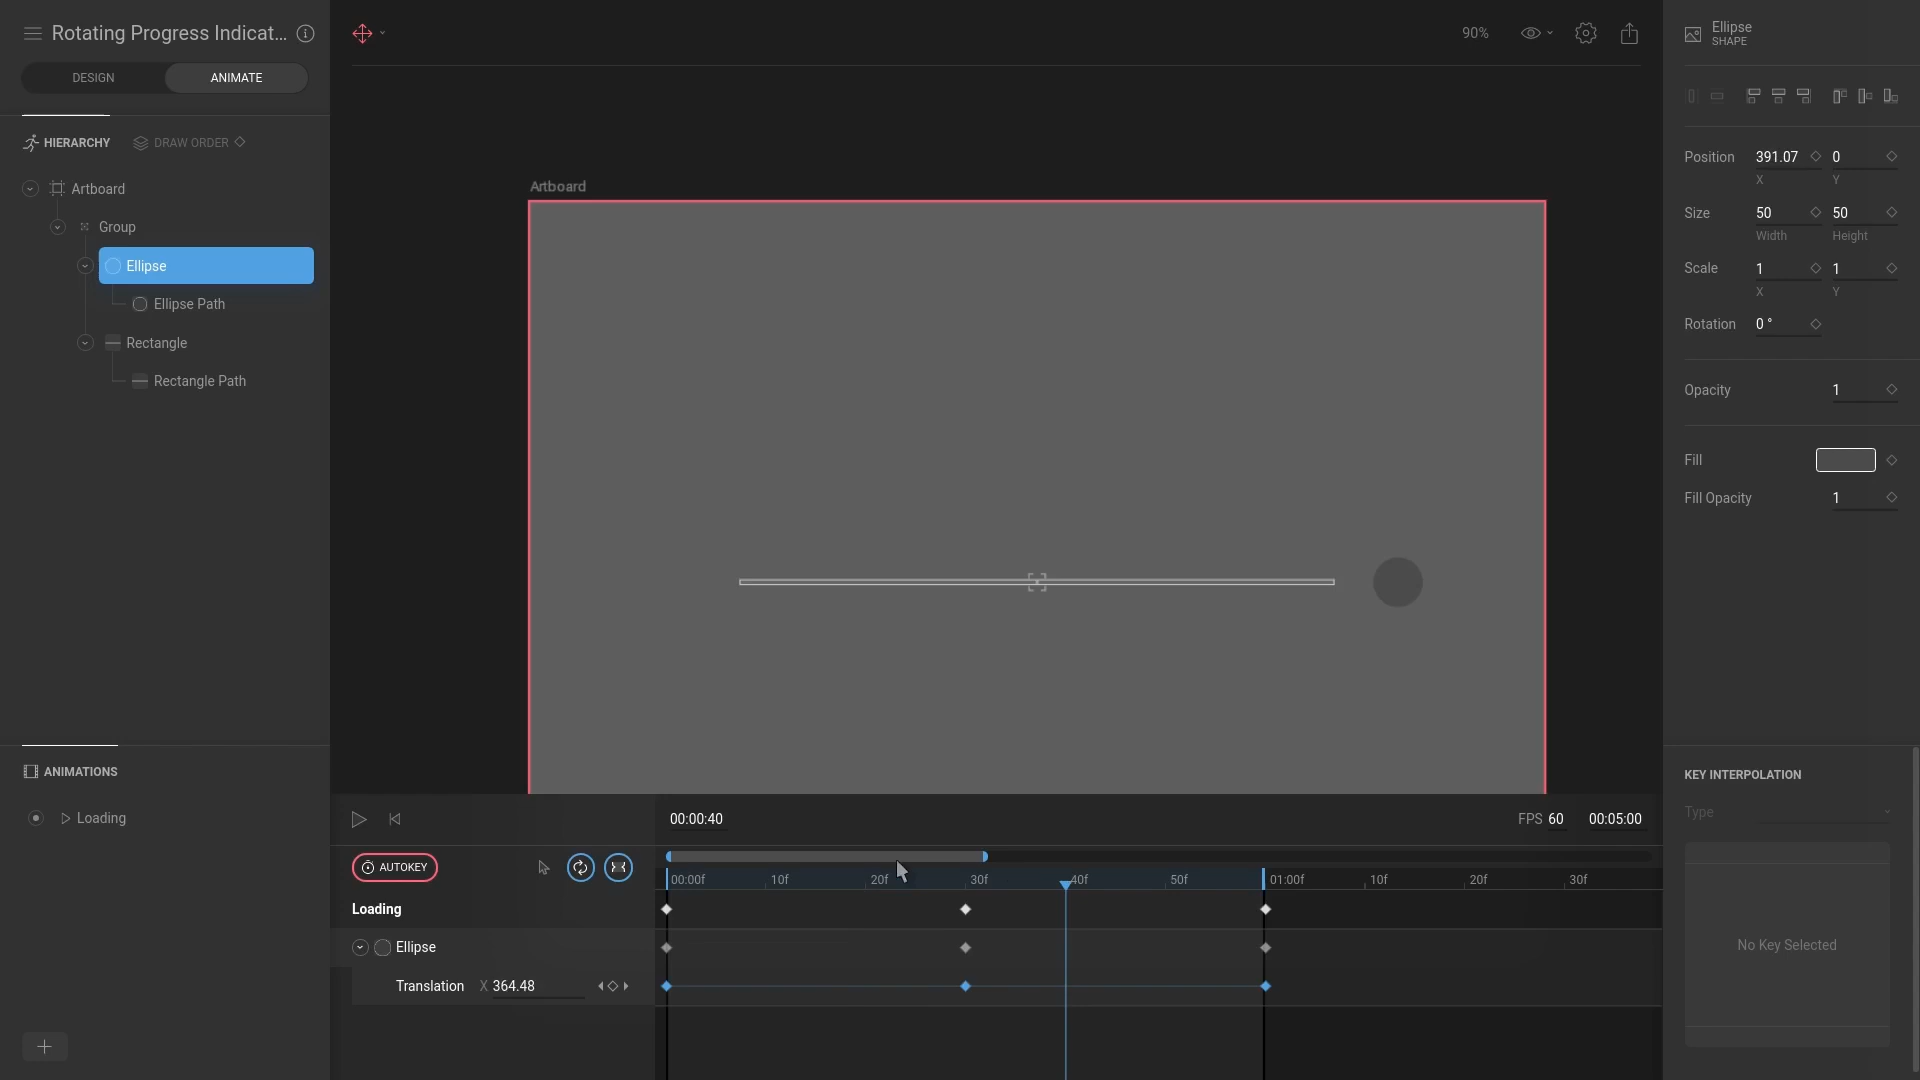 Rotating Progress Indicat...
DESIGN
ANIMATE
HIERARCHY
DRAW ORDER
Artboard
Group
Ellipse
Ellipse Path
Rectangle
Rectangle Path
ANIMATIONS
Loading
90%
Artboard
00:00:40
FPS 60
00:05:00
AUTOKEY
00:00f
10f
20f
30f
40f
50f
01:00f
10f
20f
30f
Loading
Ellipse
Translation X 364.48
Ellipse
SHAPE
Position 391.07 0
X Y
Size 50 50
Width Height
Scale 1 1
X Y
Rotation 0 °
Opacity 1
Fill
Fill Opacity 1
KEY INTERPOLATION
Type
No Key Selected